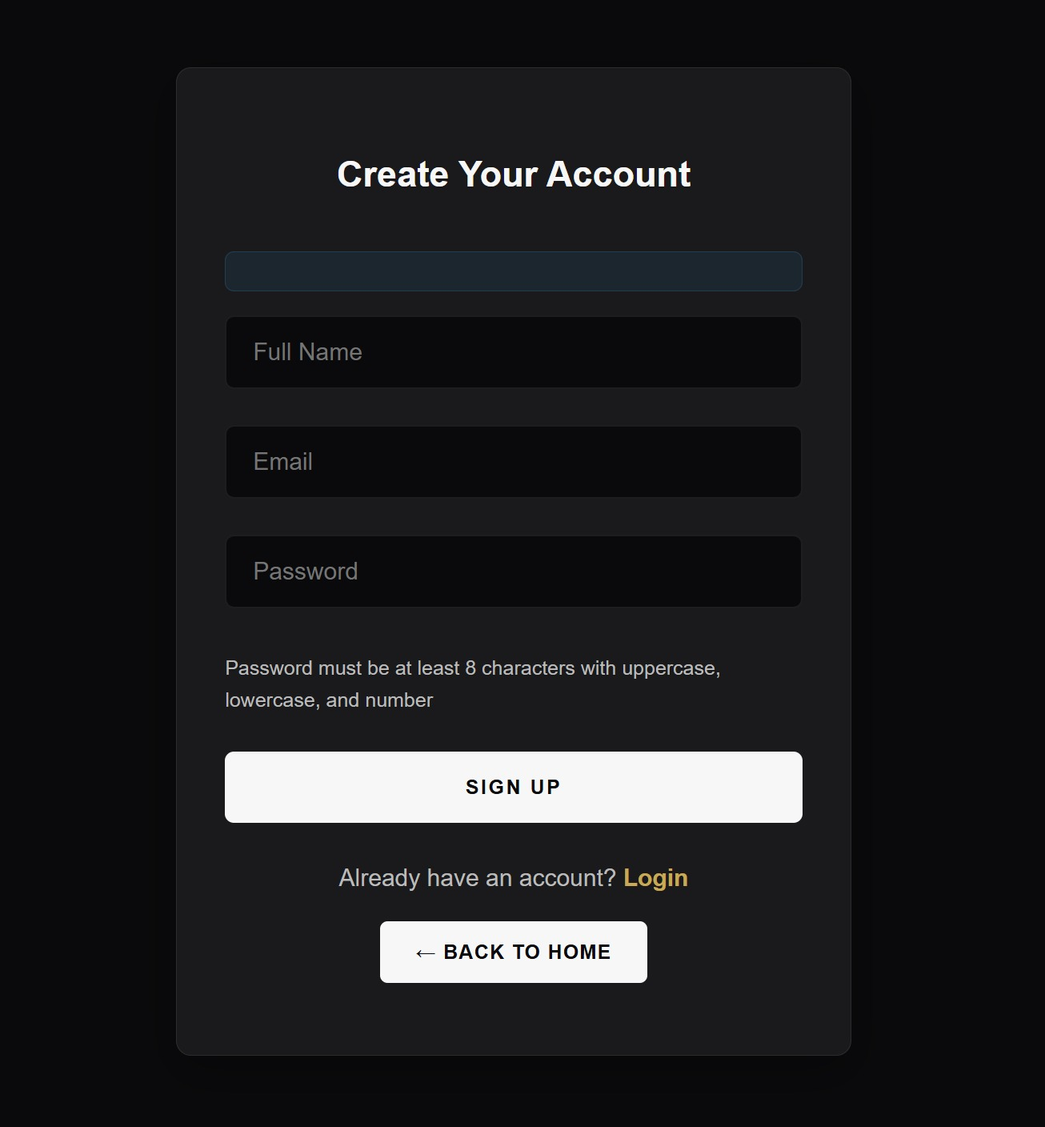 Create Your Account
Full Name
Email
Password
Password must be at least 8 characters with uppercase,
lowercase, and number
SIGN UP
Already have an account? Login
← BACK TO HOME